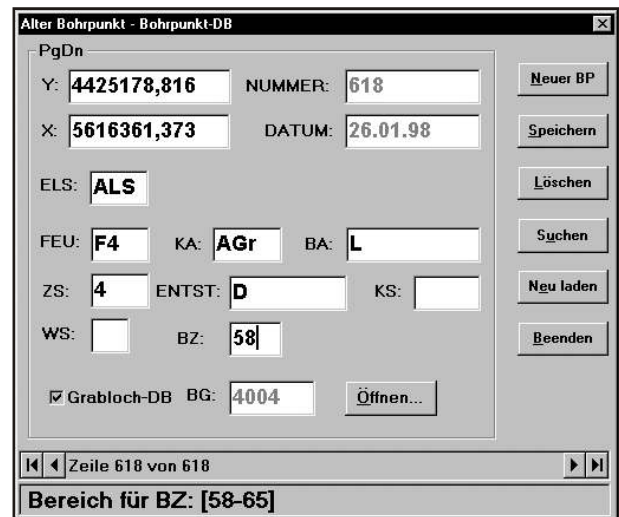 Alter Bohrpunkt - Bohrpunkt-DB
PgDn
Y: 4425178,816 NUMMER: 618
Neuer BP
X: 5616361,373 DATUM: 26.01.98
Speichern
ELS: ALS
Löschen
FEU: F4 KA: AGr BA: L
Suchen
ZS: 4 ENTST: D KS:
Neu laden
WS: BZ: 58
Beenden
Grabloch-DB BG: 4004 Öffnen...
Zeile 618 von 618
Bereich für BZ: [58-65]